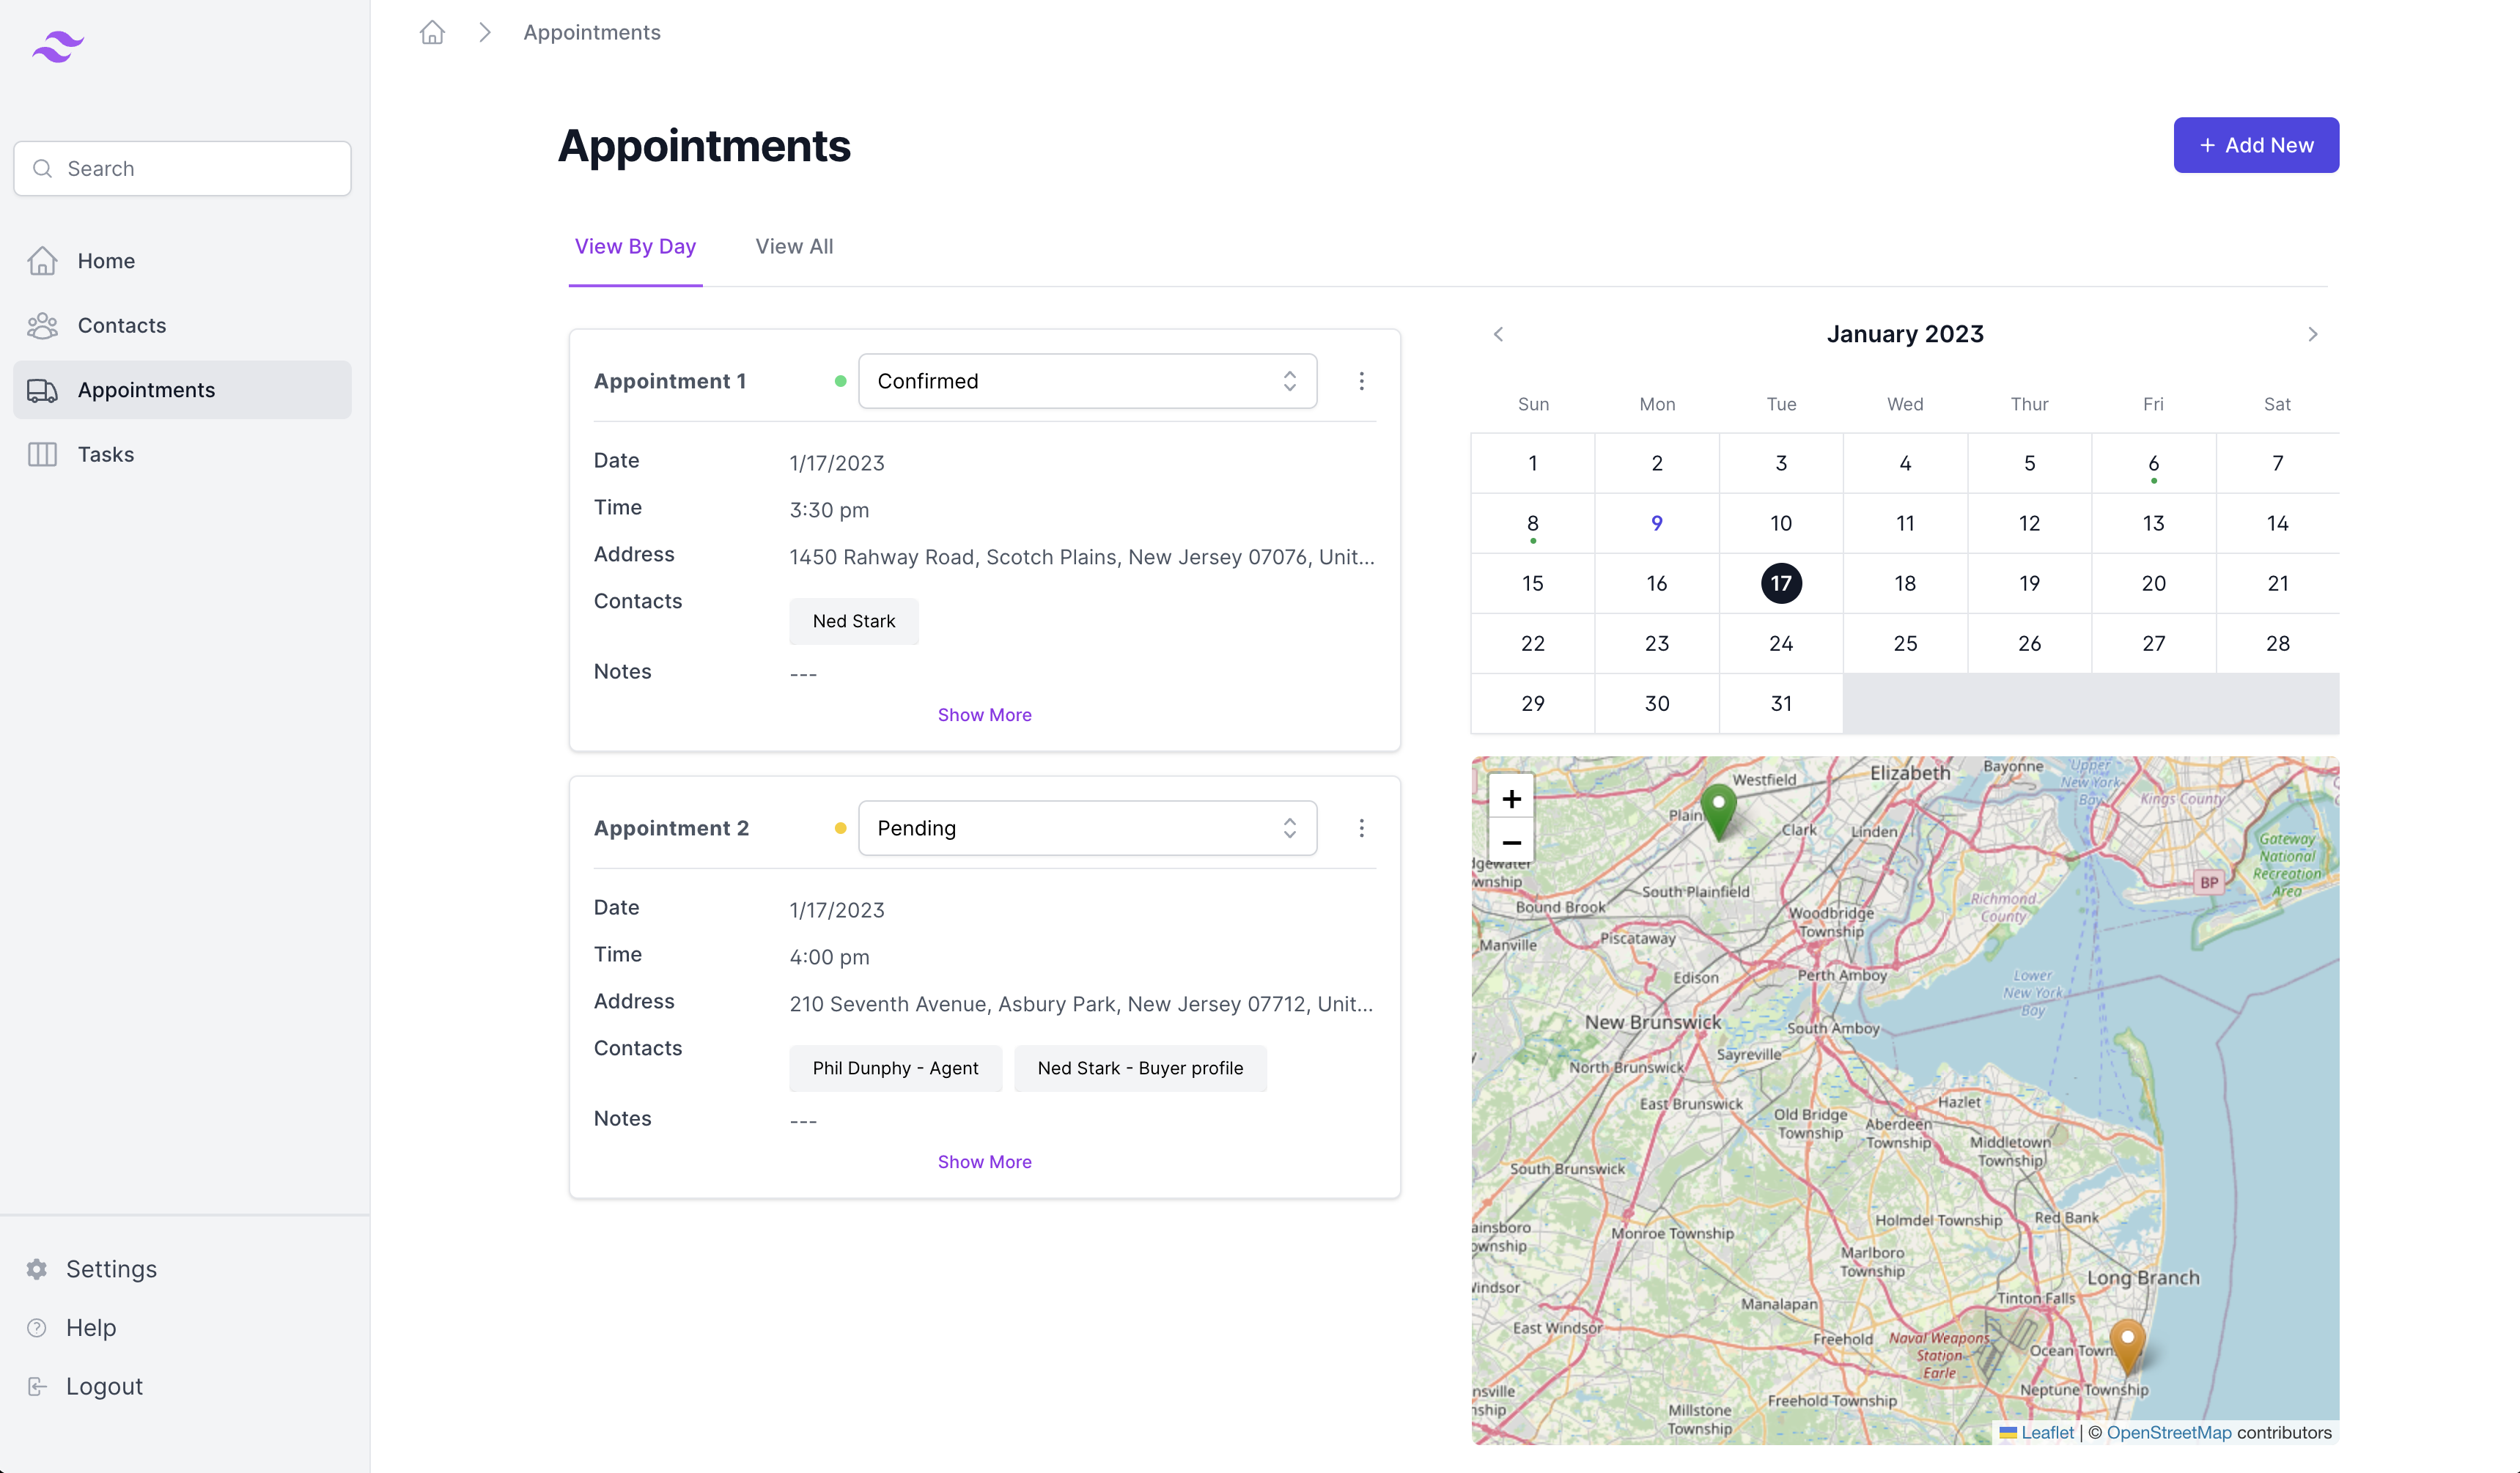 Appointments
Search
Home
Contacts
Appointments
Tasks
Settings
Help
Logout
Appointments
+ Add New
View By Day
View All
Appointment 1
Confirmed
Date
1/17/2023
Time
3:30 pm
Address
1450 Rahway Road, Scotch Plains, New Jersey 07076, Unit...
Contacts
Ned Stark
Notes
---
Show More
Appointment 2
Pending
Date
1/17/2023
Time
4:00 pm
Address
210 Seventh Avenue, Asbury Park, New Jersey 07712, Unit...
Contacts
Phil Dunphy - Agent
Ned Stark - Buyer profile
Notes
---
Show More
January 2023
Sun Mon Tue Wed Thur Fri Sat
1 2 3 4 5 6 7
8 9 10 11 12 13 14
15 16 17 18 19 20 21
22 23 24 25 26 27 28
29 30 31
+
−
Westfield
Elizabeth
Bayonne
Upper
New York
Bay
Kings County
Plain
Clark
Linden
Gateway
National
Recreation
Area
BP
South Plainfield
Bound Brook
Richmond
County
Woodbridge
Township
Manville
Piscataway
Edison
Perth Amboy
Lower
New York
Bay
New Brunswick
South Amboy
Sayreville
North Brunswick
East Brunswick
Old Bridge
Township
Hazlet
Aberdeen
Township
Middletown
Township
South Brunswick
Holmdel Township
Red Bank
ainsboro
ownship
Monroe Township
Marlboro
Township
Long Branch
indsor
Manalapan
Tinton Falls
East Windsor
Freehold
Naval Weapons
Station
Earle
Ocean Town
Neptune Township
nsville
ship
Freehold Township
Millstone
Township
Leaflet | © OpenStreetMap contributors